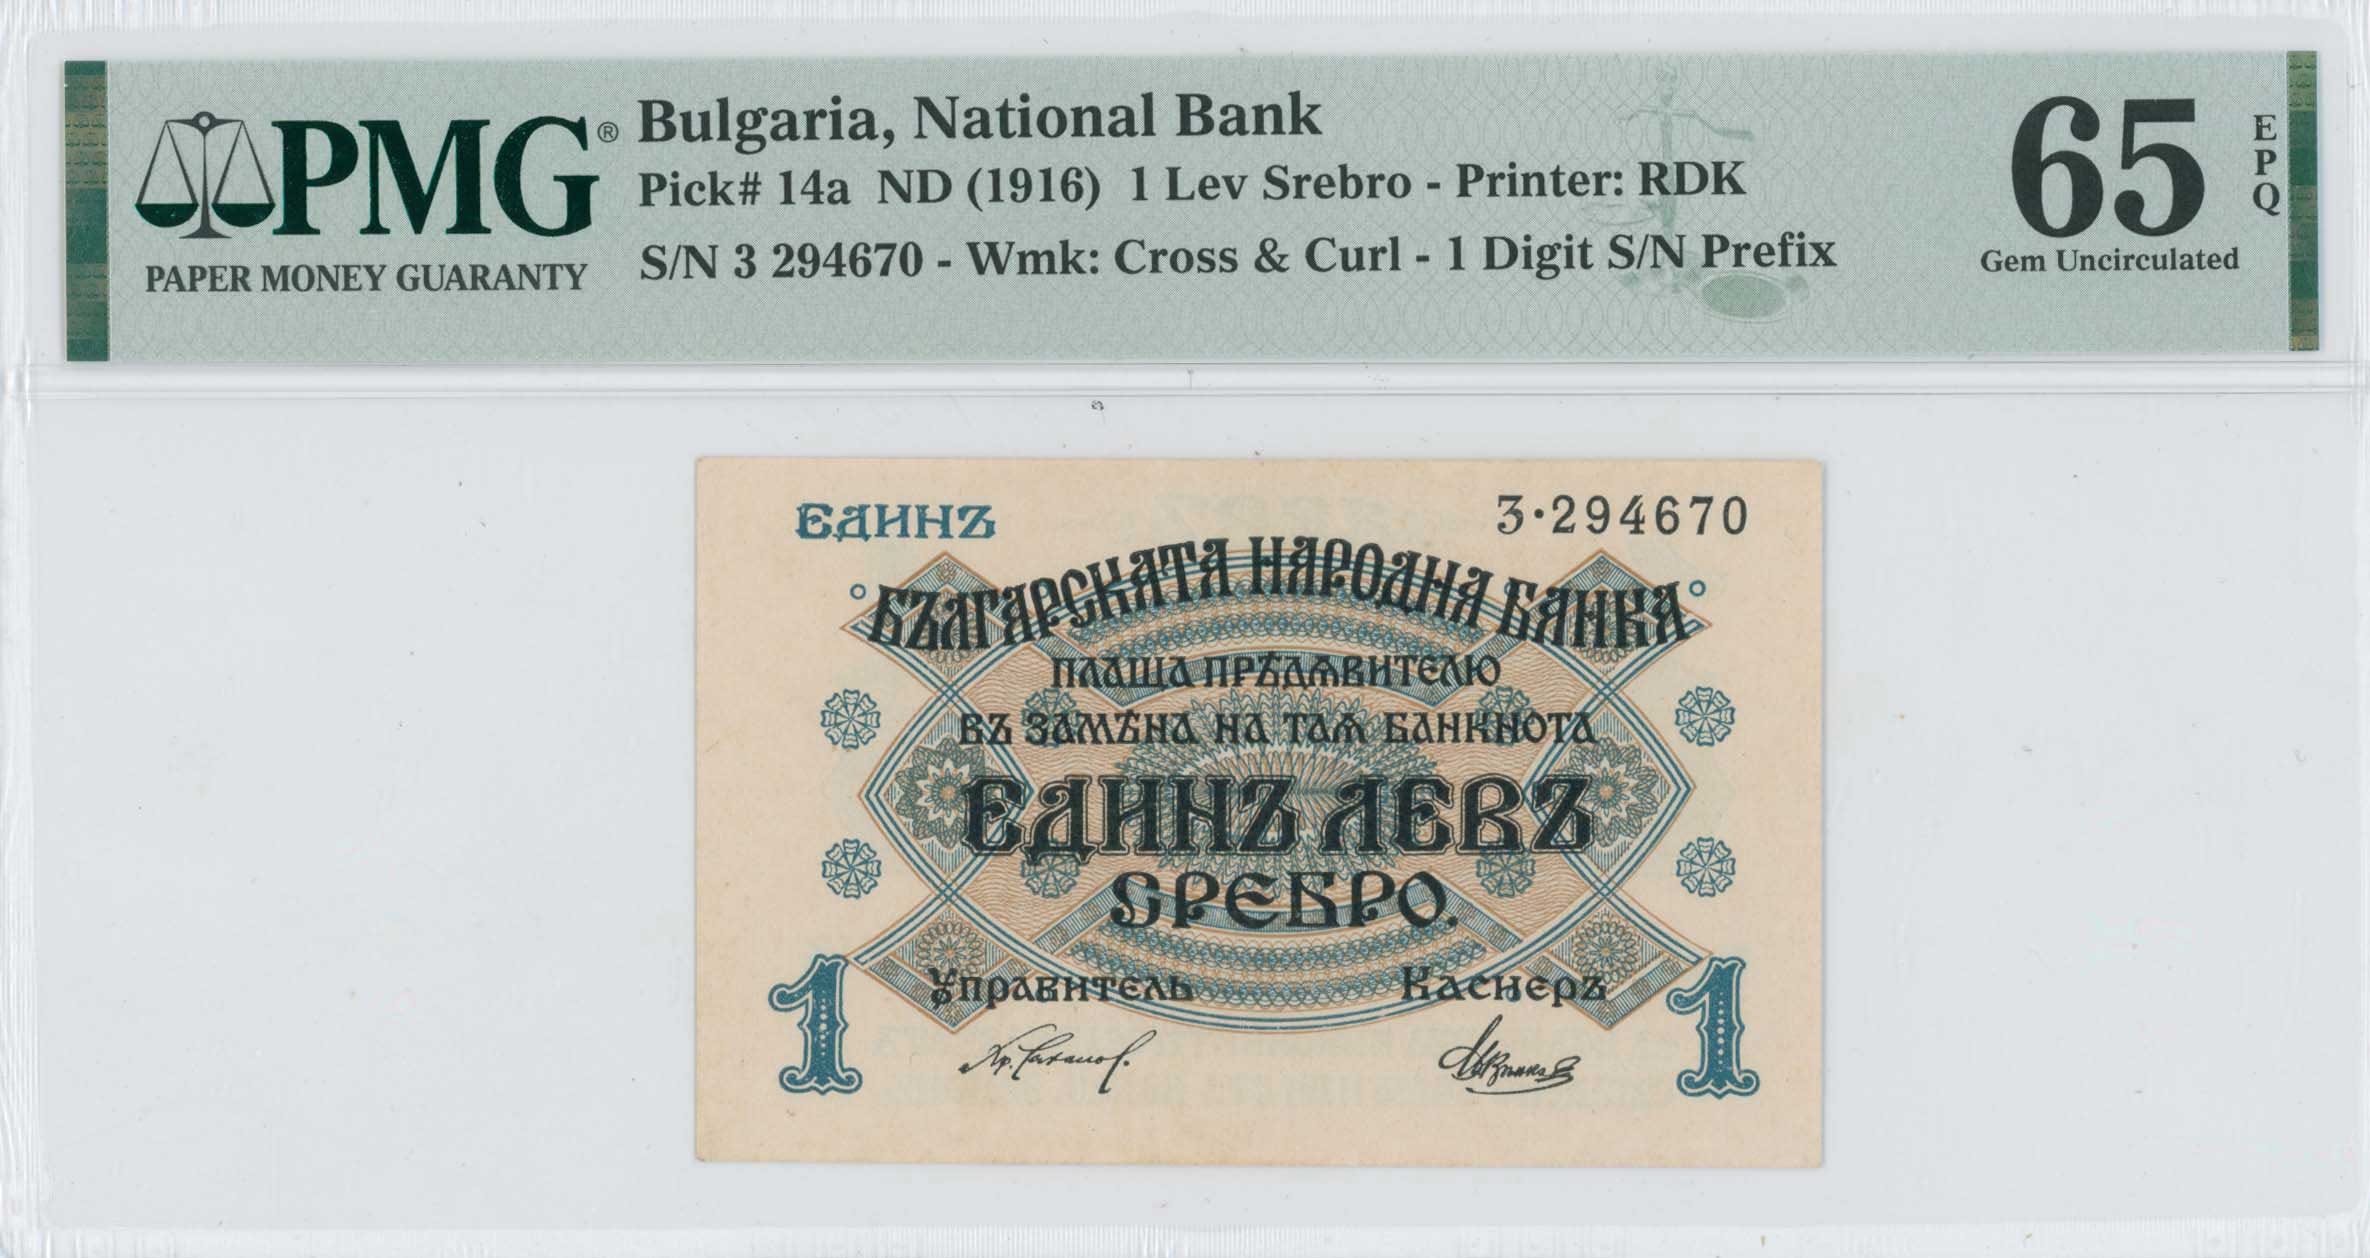 PMG®
PAPER MONEY GUARANTY
Bulgaria, National Bank
Pick# 14a ND (1916) 1 Lev Srebro - Printer: RDK
S/N 3 294670 - Wmk: Cross & Curl - 1 Digit S/N Prefix
65
EPQ
Gem Uncirculated
ЕДИНЪ
3·294670
БЪЛГАРСКАТА НАРОДНА БАНКА
ПЛАЩА ПРѢДЯВИТЕЛЮ
ВЪ ЗАМѢНА НА ТАЯ БАНКНОТА
ЕДИНЪ ЛЕВЪ
СРЕБРО.
Управитель
Касиеръ
1
1